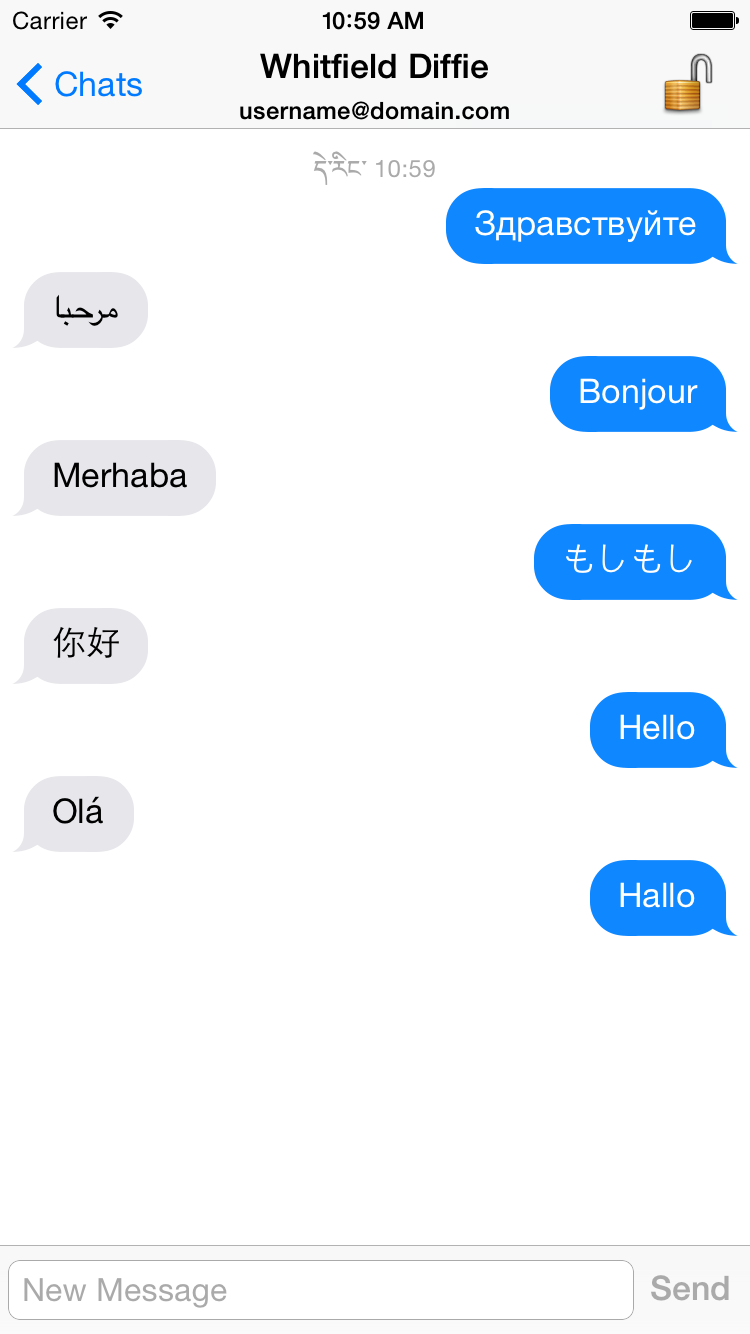 Carrier 10:59 AM
Whitfield Diffie
Chats
username@domain.com
དེ་རིང་ 10:59
Здравствуйте
مرحبا
Bonjour
Merhaba
もしもし
你好
Hello
Olá
Hallo
New Message Send